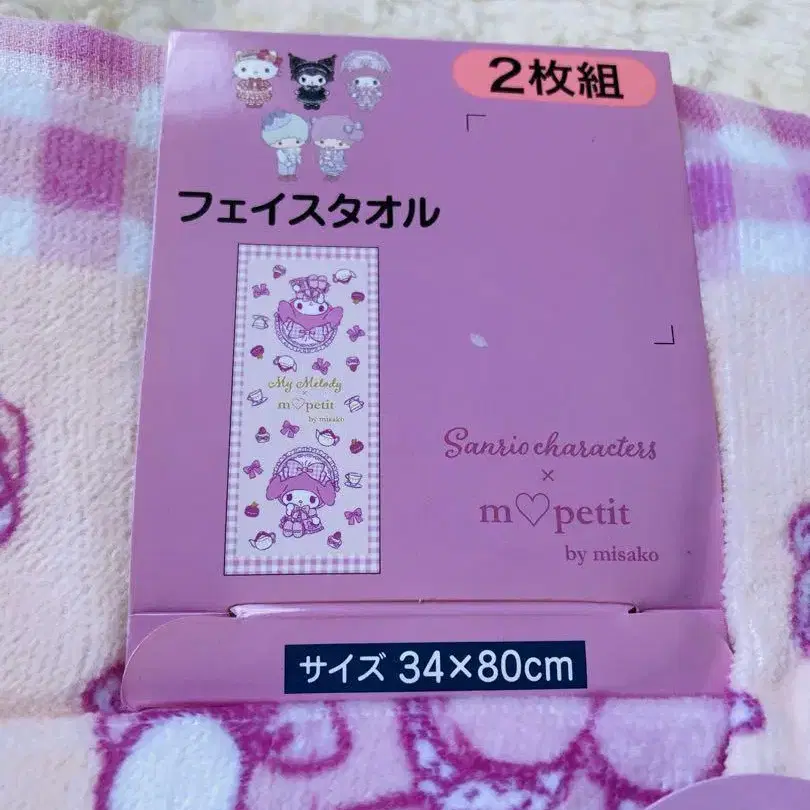 2枚組
フェイスタオル
My Melody
×
m♡petit
by misako
Sanrio characters
×
m♡petit
by misako
サイズ 34×80cm